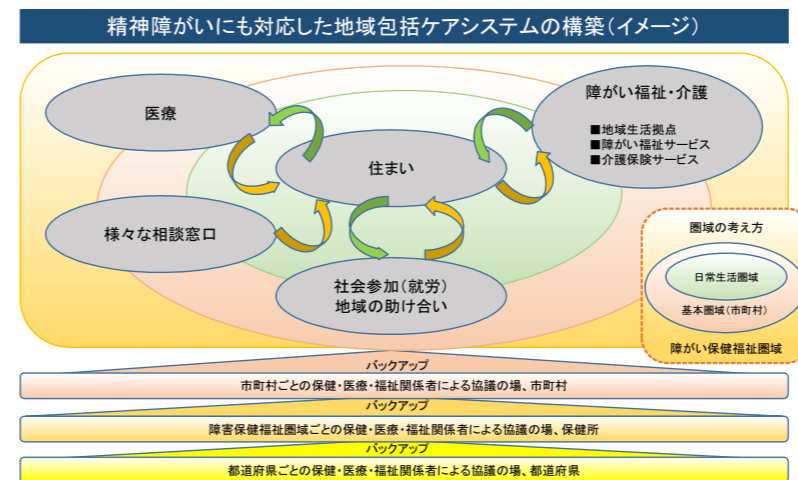 精神障がいにも対応した地域包括ケアシステムの構築(イメージ)
医療
障がい福祉・介護
■地域生活拠点
■障がい福祉サービス
■介護保険サービス
住まい
様々な相談窓口
社会参加(就労)
地域の助け合い
圏域の考え方
日常生活圏域
基本圏域(市町村)
障がい保健福祉圏域
バックアップ
市町村ごとの保健・医療・福祉関係者による協議の場、市町村
バックアップ
障害保健福祉圏域ごとの保健・医療・福祉関係者による協議の場、保健所
バックアップ
都道府県ごとの保健・医療・福祉関係者による協議の場、都道府県